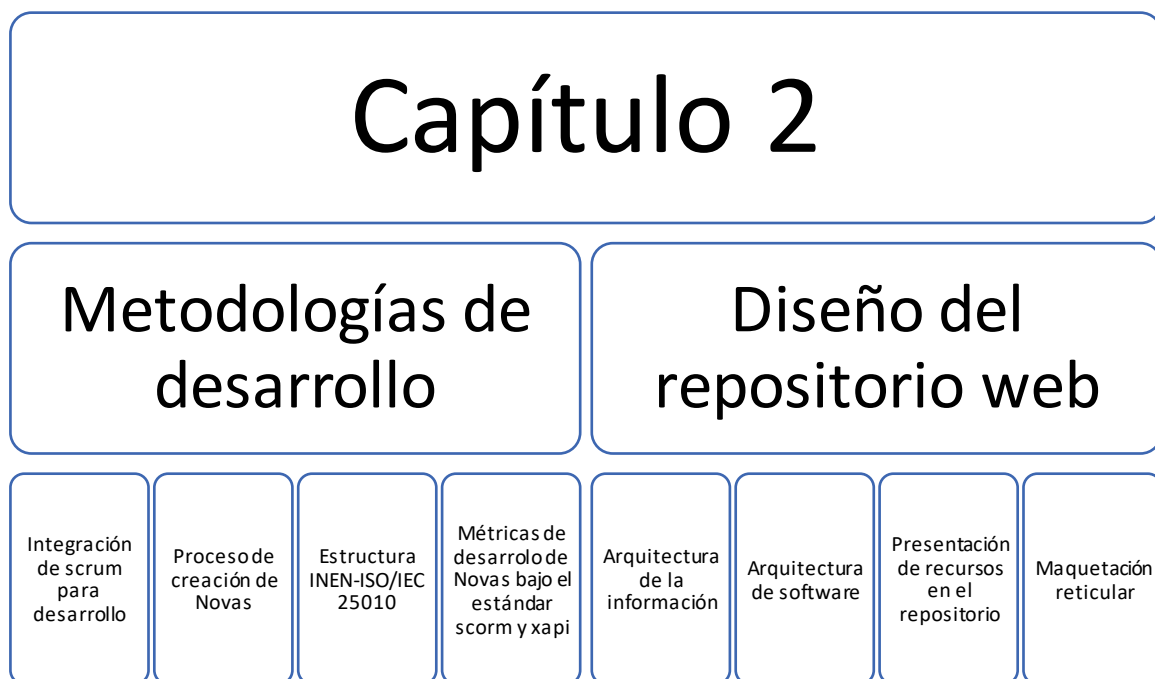 Capítulo 2
Metodologías de
desarrollo
Diseño del
repositorio web
Integración
de scrum
para
desarrollo
Proceso de
creación de
Novas
Estructura
INEN-ISO/IEC
25010
Métricas de
desarrolo de
Novas bajo el
estándar
scorm y xapi
Arquitectura
de la
información
Arquitectura
de software
Presentación
de recursos
en el
repositorio
Maquetación
reticular